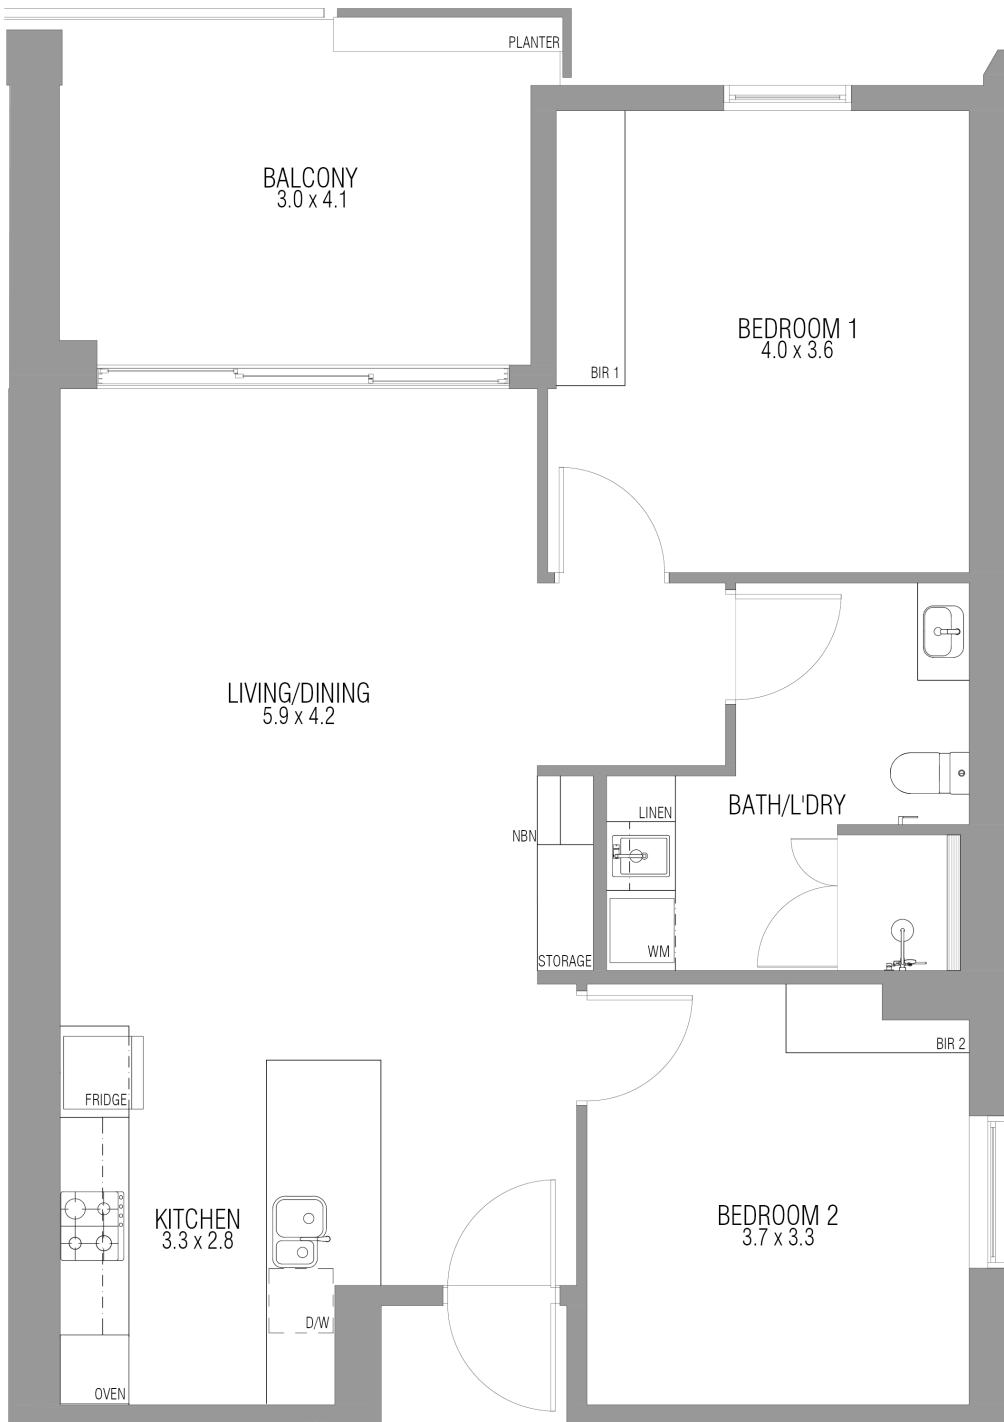 PLANTER
BALCONY
3.0 x 4.1
BEDROOM 1
4.0 x 3.6
BIR 1
LIVING/DINING
5.9 x 4.2
BATH/L'DRY
LINEN
NBN
WM
STORAGE
BIR 2
FRIDGE
KITCHEN
3.3 x 2.8
BEDROOM 2
3.7 x 3.3
D/W
OVEN